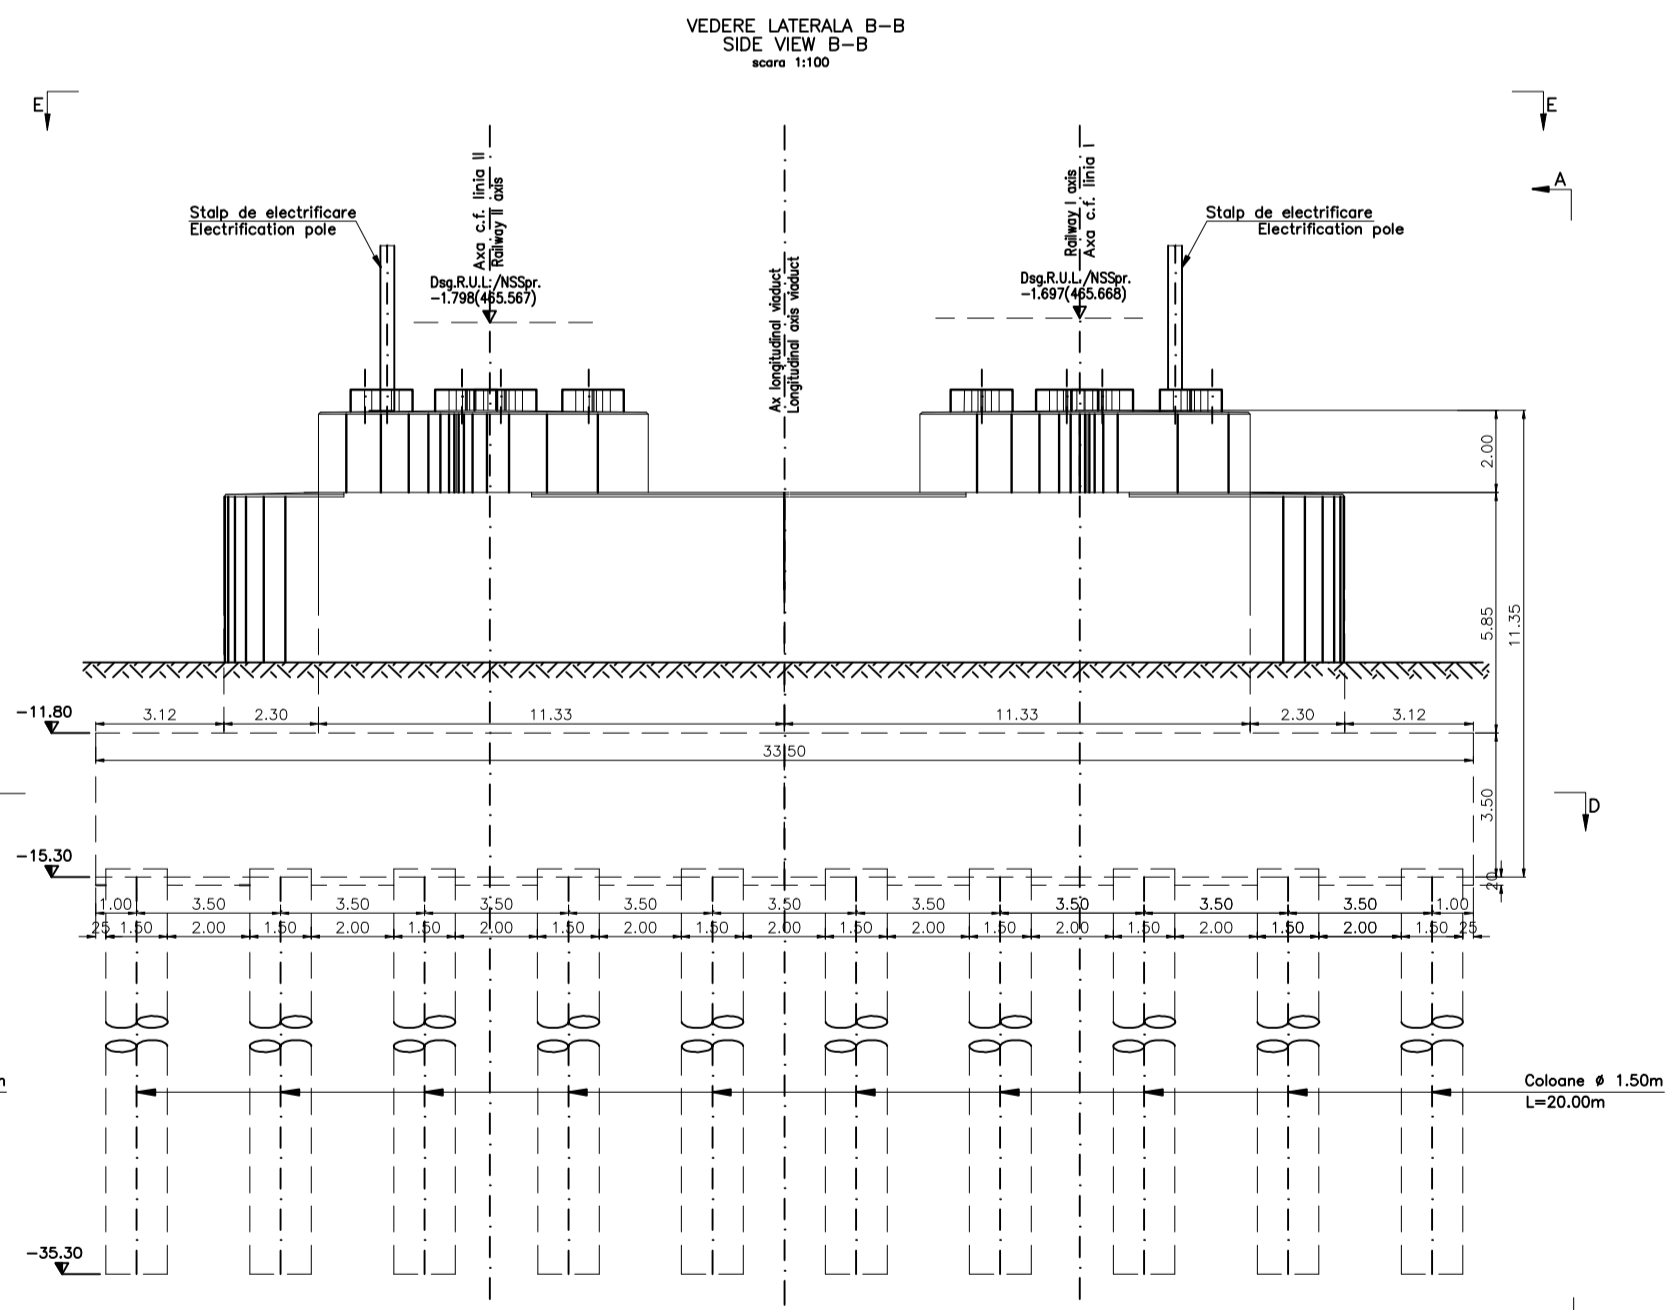 VEDERE LATERALA B-B
SIDE VIEW B-B
scara 1:100
E
E
A
Stalp de electrificare
Electrification pole
Axa c.f. linia II
Railway II axis
Dsg.R.U.L./NSSpr.
-1.798(465.567)
Ax longitudinal viaduct
Longitudinal axis viaduct
Railway I axis
Axa c.f. linia I
Dsg.R.U.L./NSSpr.
-1.697(465.668)
Stalp de electrificare
Electrification pole
2.00
5.85
11.35
-11.80
3.12 2.30 11.33 11.33 2.30 3.12
33.50
3.50
D
-15.30
20
1.00 3.50 3.50 3.50 3.50 3.50 3.50 3.50 3.50 3.50 1.00
25 1.50 2.00 1.50 2.00 1.50 2.00 1.50 2.00 1.50 2.00 1.50 2.00 1.50 2.00 1.50 2.00 1.50 2.00 1.50 25
Coloane ø 1.50m
L=20.00m
-35.30